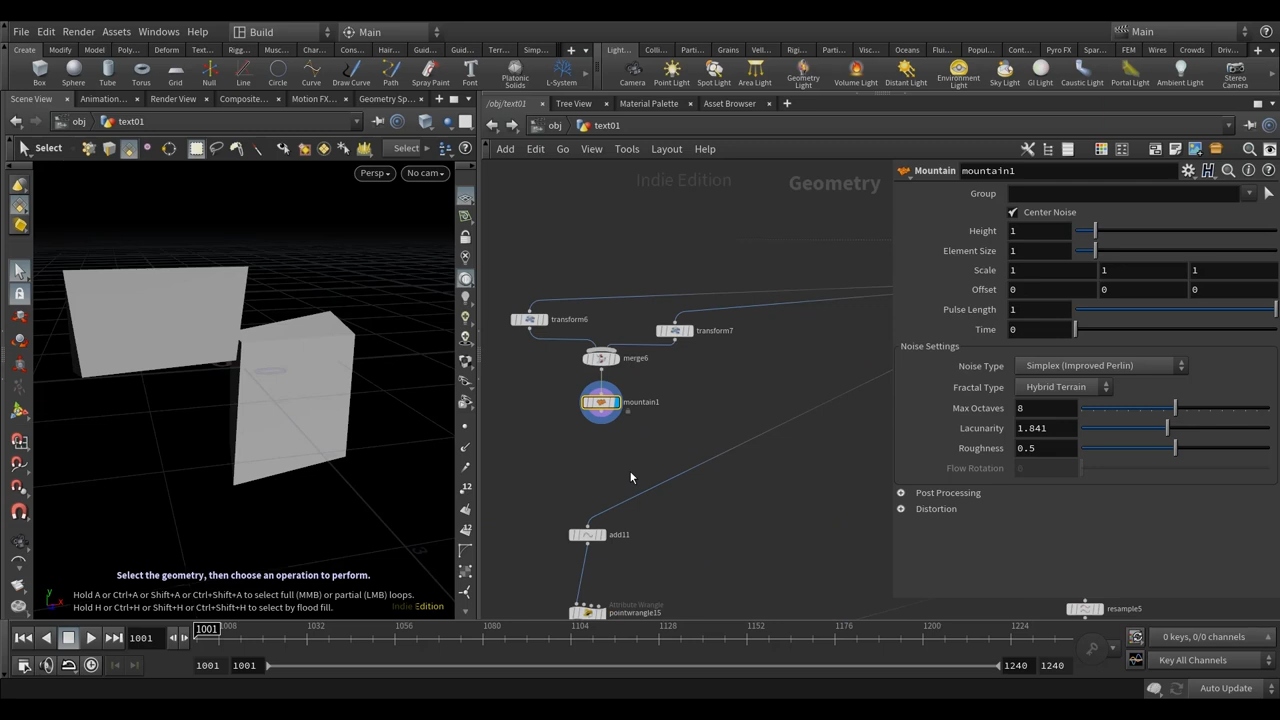 File Edit Render Assets Windows Help Build Main Main
Create Modify Model Poly... Deform Text... Rigg... Musc... Char... Cons... Hair... Guid... Guid... Terr... Simp... Light... Colli... Parti... Grains Vell... Rigi... Parti... Visc... Oceans Flui... Popul... Cont... Pyro FX Spar... FEM Wires Crowds Driv...
Box Sphere Tube Torus Grid Null Line Circle Curve Draw Curve Path Spray Paint Font Platonic Solids L-System Camera Point Light Spot Light Area Light Geometry Light Volume Light Distant Light Environment Light Sky Light GI Light Caustic Light Portal Light Ambient Light Stereo Camera
Scene View Animation... Render View Composite... Motion FX... Geometry Sp... /obj/text01 Tree View Material Palette Asset Browser
obj text01 obj text01
Select Select Add Edit Go View Tools Layout Help
Persp No cam
Indie Edition Geometry
Mountain mountain1
Group
Center Noise
Height 1
Element Size 1
Scale 1 1 1
Offset 0 0 0
Pulse Length 1
Time 0
Noise Settings
Noise Type Simplex (Improved Perlin)
Fractal Type Hybrid Terrain
Max Octaves 8
Lacunarity 1.841
Roughness 0.5
Flow Rotation 0
Post Processing
Distortion
transform6
transform7
merge6
mountain1
add11
Attribute Wrangle
pointwrangle15
resample5
12
12
Select the geometry, then choose an operation to perform.
Hold A or Ctrl+A or Shift+A or Ctrl+Shift+A to select full (MMB) or partial (LMB) loops.
Hold H or Ctrl+H or Shift+H or Ctrl+Shift+H to select by flood fill.
Indie Edition
1001 1001 1008 1032 1056 1080 1104 1128 1152 1176 1200 1224 0 keys, 0/0 channels
1001 1001 1240 1240 Key All Channels
Auto Update